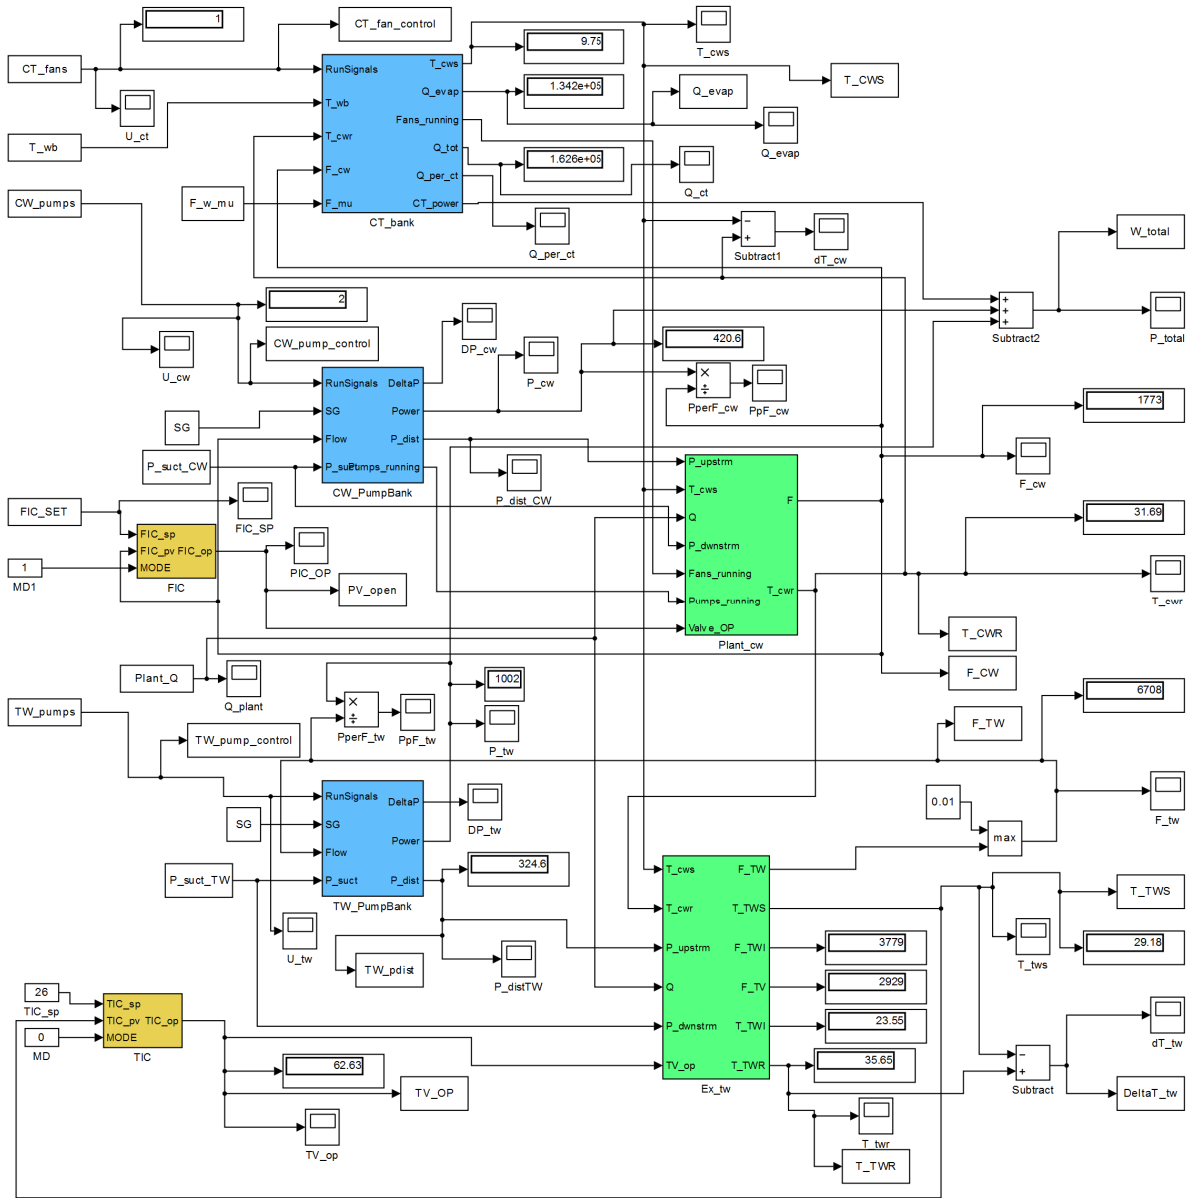 1
CT_fan_control
T_cws
CT_fans
U_ct
T_wb
RunSignals
T_wb
T_cwr
F_cw
F_mu
T_cws
Q_evap
Fans_running
Q_tot
Q_per_ct
CT_power
CT_bank
9.75
1.342e+05
1.626e+05
T_CWS
Q_evap
Q_evap
Q_ct
CW_pumps
F_w_mu
Q_per_ct
−
+
Subtract1
dT_cw
W_total
+
+
+
Subtract2
P_total
2
CW_pump_control
U_cw
DP_cw
P_cw
420.6
×
÷
PperF_cw
PpF_cw
RunSignals
SG
Flow
P_suct
DeltaP
Power
P_dist
Pumps_running
CW_PumpBank
SG
P_suct_CW
P_dist_CW
1773
F_cw
FIC_SET
FIC_SP
FIC_sp
FIC_pv
MODE
FIC_op
FIC
1
MD1
PIC_OP
PV_open
P_upstrm
T_cws
Q
P_dwnstrm
Fans_running
Pumps_running
Valve_OP
F
T_cwr
Plant_cw
31.69
T_cwr
T_CWR
F_CW
Plant_Q
Q_plant
TW_pumps
TW_pump_control
×
÷
PperF_tw
PpF_tw
1002
P_tw
6708
F_TW
F_tw
RunSignals
SG
Flow
P_suct
DeltaP
Power
P_dist
TW_PumpBank
SG
P_suct_TW
DP_tw
324.6
0.01
max
U_tw
TW_pdist
P_distTW
T_cws
T_cwr
P_upstrm
Q
P_dwnstrm
TV_op
F_TW
T_TWS
F_TWI
F_TV
T_TWI
T_TWR
Ex_tw
3779
2929
23.55
35.65
T_TWS
T_tws
29.18
26
TIC_sp
0
MD
TIC_sp
TIC_pv
MODE
TIC_op
TIC
62.63
TV_OP
TV_op
−
+
Subtract
dT_tw
DeltaT_tw
T_twr
T_TWR